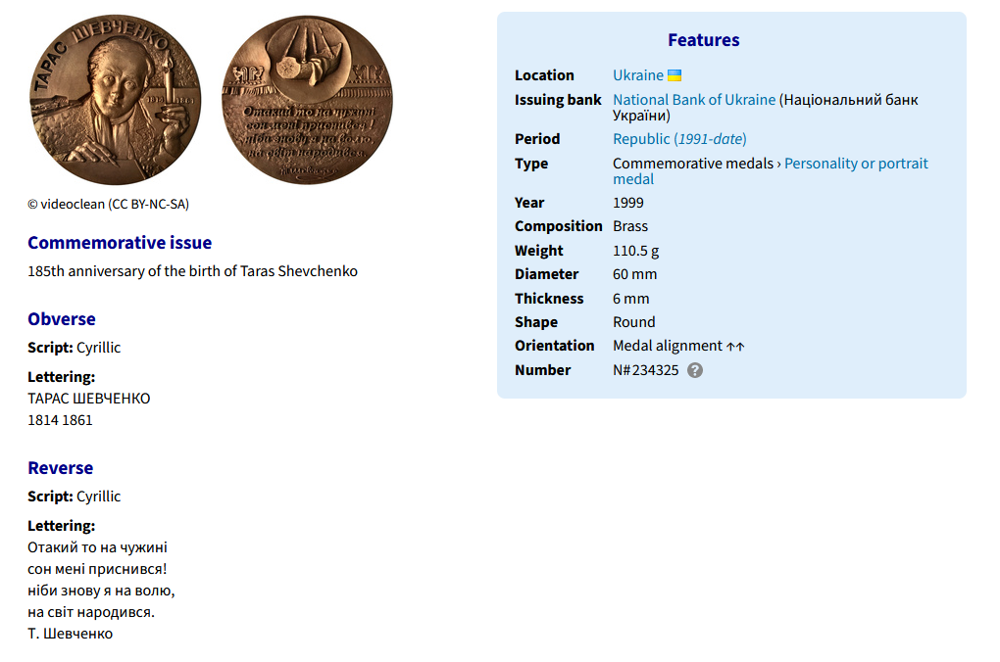 ТАРАС ШЕВЧЕНКО
1814 1861
Отакий то на чужині
сон мені приснився!
ніби знову я на волю,
на світ народився.
© videoclean (CC BY-NC-SA)
Commemorative issue
185th anniversary of the birth of Taras Shevchenko
Obverse
Script: Cyrillic
Lettering:
ТАРАС ШЕВЧЕНКО
1814 1861
Reverse
Script: Cyrillic
Lettering:
Отакий то на чужині
сон мені приснився!
ніби знову я на волю,
на світ народився.
Т. Шевченко
Features
Location Ukraine
Issuing bank National Bank of Ukraine (Національний банк
України)
Period Republic (1991-date)
Type Commemorative medals › Personality or portrait
medal
Year 1999
Composition Brass
Weight 110.5 g
Diameter 60 mm
Thickness 6 mm
Shape Round
Orientation Medal alignment ↑↑
Number N# 234325 ?